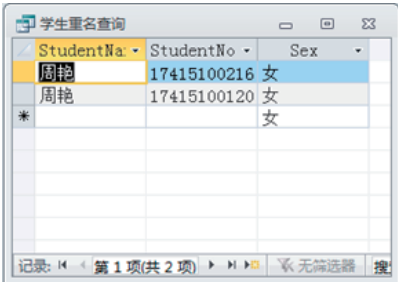 学生重名查询
StudentNa: StudentNo Sex
周艳 17415100216 女
周艳 17415100120 女
* 女
记录: 第 1 项(共 2 项) 无筛选器 搜